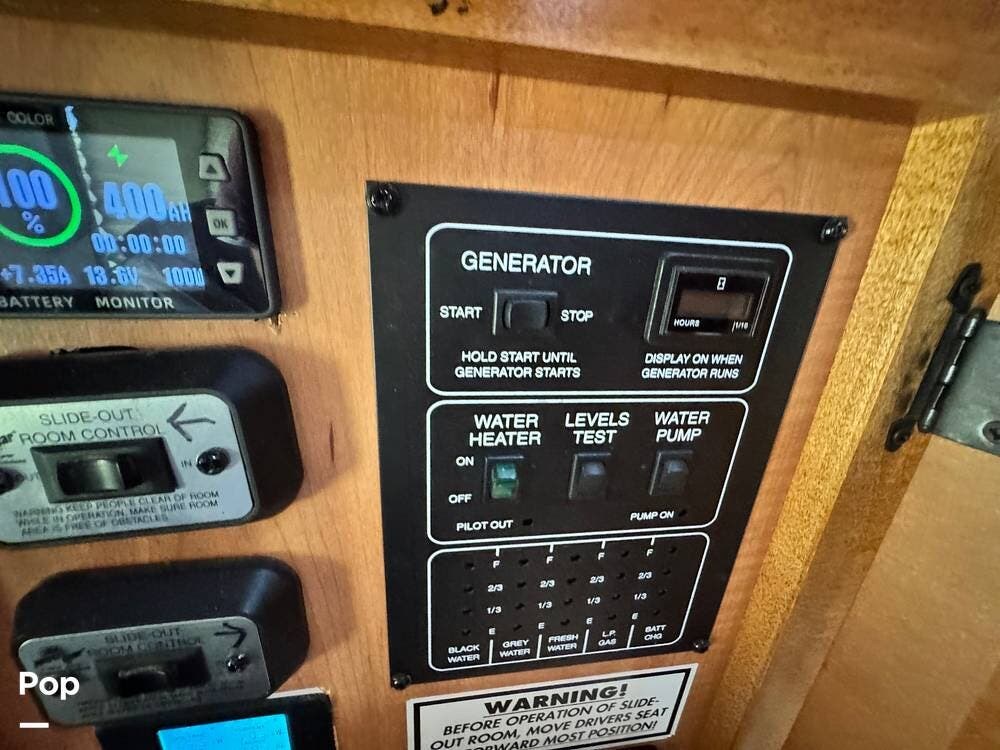 COLOR
100
%
400AH
00:00:00
+7.35A 13.6V 100W
BATTERY MONITOR
OK
SLIDE-OUT
ROOM CONTROL
OUT
IN
WARNING KEEP PEOPLE CLEAR OF ROOM
WHILE IN OPERATION, MAKE SURE ROOM
AREA IS FREE OF OBSTACLES
SLIDE-OUT
ROOM CONTROL
GENERATOR
START
STOP
HOLD START UNTIL
GENERATOR STARTS
HOURS
1/10
DISPLAY ON WHEN
GENERATOR RUNS
WATER
HEATER
LEVELS
TEST
WATER
PUMP
ON
OFF
PILOT OUT
PUMP ON
F F F F
2/3 2/3 2/3 2/3
1/3 1/3 1/3 1/3
E E E E
BLACK
WATER
GREY
WATER
FRESH
WATER
L.P.
GAS
BATT
CHG
WARNING!
BEFORE OPERATION OF SLIDE-
OUT ROOM, MOVE DRIVERS SEAT
FORWARD MOST POSITION!
Pop